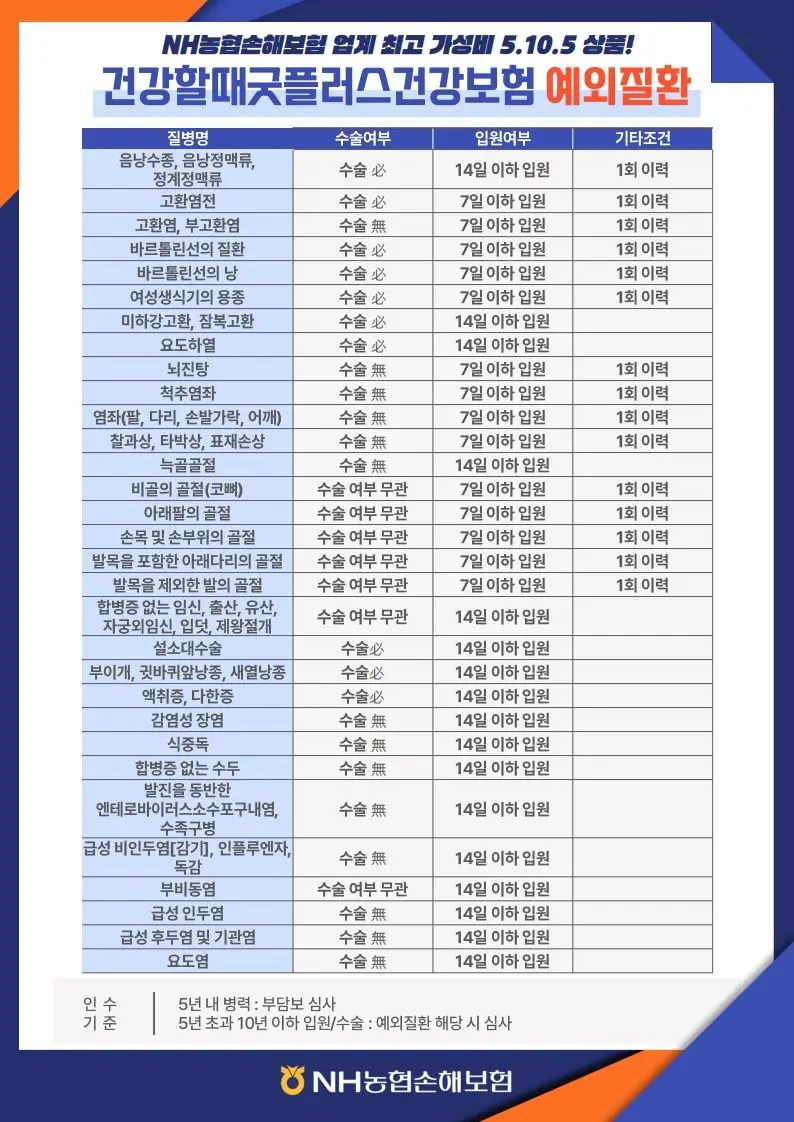 NH농협손해보험 업계 최고 가성비 5.10.5 상품!
건강할때굿플러스건강보험 예외질환
질병명 수술여부 입원여부 기타조건
음낭수종, 음낭정맥류,
정계정맥류 수술 必 14일 이하 입원 1회 이력
고환염전 수술 必 7일 이하 입원 1회 이력
고환염, 부고환염 수술 無 7일 이하 입원 1회 이력
바르톨린선의 질환 수술 必 7일 이하 입원 1회 이력
바르톨린선의 낭 수술 必 7일 이하 입원 1회 이력
여성생식기의 용종 수술 必 7일 이하 입원 1회 이력
미하강고환, 잠복고환 수술 必 14일 이하 입원
요도하열 수술 必 14일 이하 입원
뇌진탕 수술 無 7일 이하 입원 1회 이력
척추염좌 수술 無 7일 이하 입원 1회 이력
염좌(팔, 다리, 손발가락, 어깨) 수술 無 7일 이하 입원 1회 이력
찰과상, 타박상, 표재손상 수술 無 7일 이하 입원 1회 이력
늑골골절 수술 無 14일 이하 입원
비골의 골절(코뼈) 수술 여부 무관 7일 이하 입원 1회 이력
아래팔의 골절 수술 여부 무관 7일 이하 입원 1회 이력
손목 및 손부위의 골절 수술 여부 무관 7일 이하 입원 1회 이력
발목을 포함한 아래다리의 골절 수술 여부 무관 7일 이하 입원 1회 이력
발목을 제외한 발의 골절 수술 여부 무관 7일 이하 입원 1회 이력
합병증 없는 임신, 출산, 유산,
자궁외임신, 입덧, 제왕절개 수술 여부 무관 14일 이하 입원
설소대수술 수술必 14일 이하 입원
부이개, 귓바퀴앞낭종, 새열낭종 수술必 14일 이하 입원
액취증, 다한증 수술必 14일 이하 입원
감염성 장염 수술 無 14일 이하 입원
식중독 수술 無 14일 이하 입원
합병증 없는 수두 수술 無 14일 이하 입원
발진을 동반한
엔테로바이러스소수포구내염,
수족구병 수술 無 14일 이하 입원
급성 비인두염[감기], 인플루엔자,
독감 수술 無 14일 이하 입원
부비동염 수술 여부 무관 14일 이하 입원
급성 인두염 수술 無 14일 이하 입원
급성 후두염 및 기관염 수술 無 14일 이하 입원
요도염 수술 無 14일 이하 입원
인 수 5년 내 병력 : 부담보 심사
기 준 5년 초과 10년 이하 입원/수술 : 예외질환 해당 시 심사
NH농협손해보험